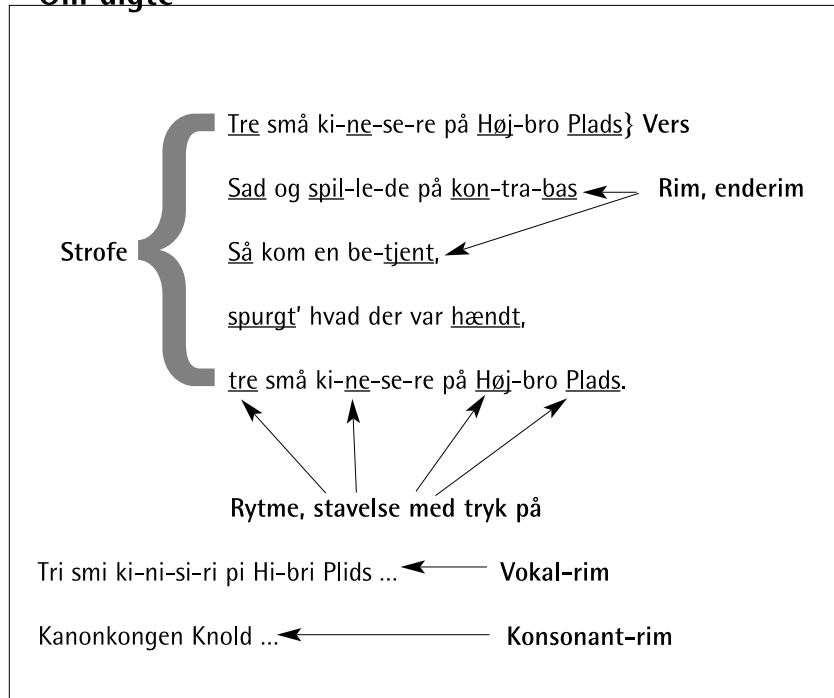 Om digte
Tre små ki-ne-se-re på Høj-bro Plads} Vers
Sad og spil-le-de på kon-tra-bas Rim, enderim
Strofe Så kom en be-tjent,
spurgt' hvad der var hændt,
tre små ki-ne-se-re på Høj-bro Plads.
Rytme, stavelse med tryk på
Tri smi ki-ni-si-ri pi Hi-bri Plids ... Vokal-rim
Kanonkongen Knold ... Konsonant-rim